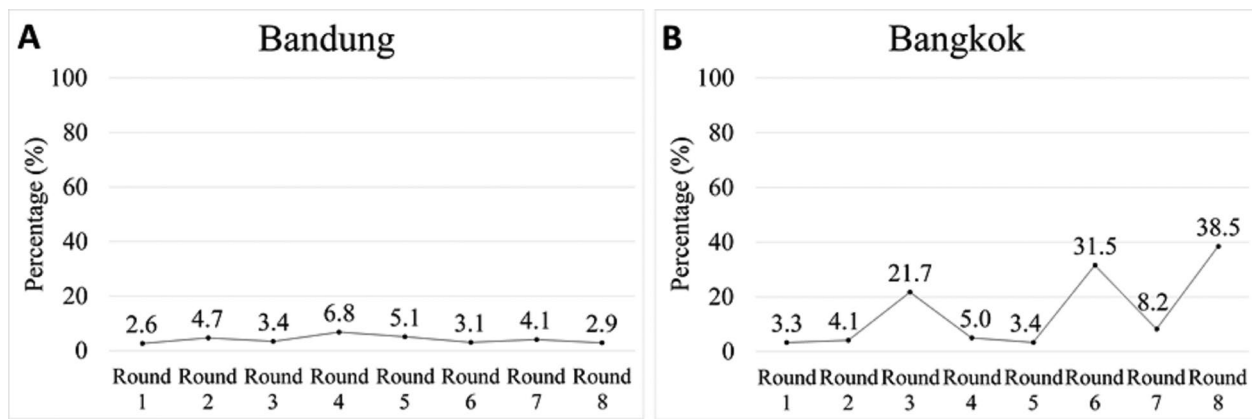 A
Bandung
Percentage (%)
100
80
60
40
20
0
2.6
4.7
3.4
6.8
5.1
3.1
4.1
2.9
Round Round Round Round Round Round Round Round
1 2 3 4 5 6 7 8
B
Bangkok
Percentage (%)
100
80
60
40
20
0
3.3
4.1
21.7
5.0
3.4
31.5
8.2
38.5
Round Round Round Round Round Round Round Round
1 2 3 4 5 6 7 8